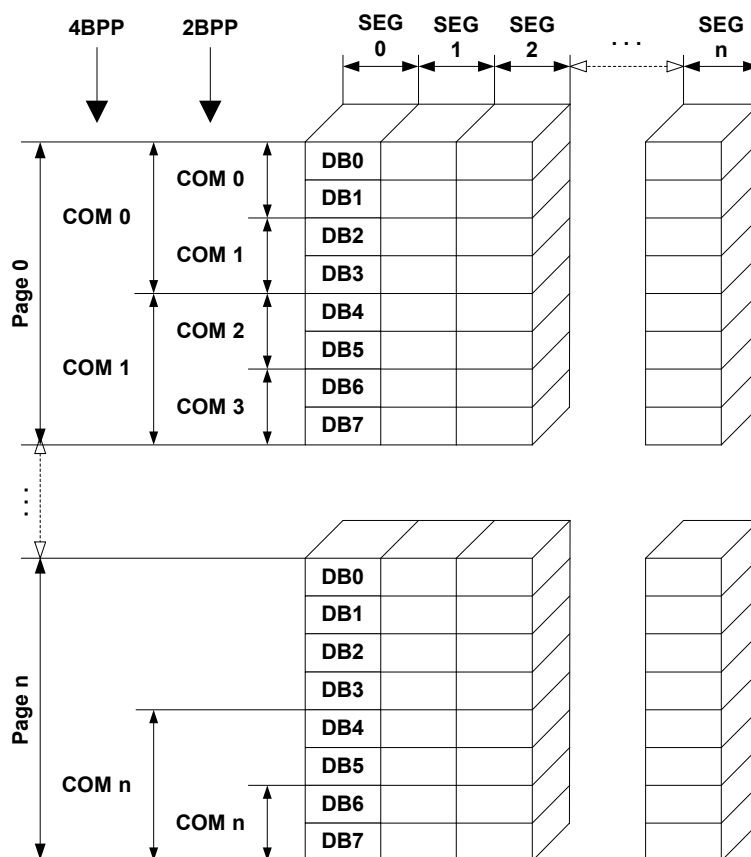 4BPP
2BPP
SEG 0
SEG 1
SEG 2
. . .
SEG n
Page 0
COM 0
COM 1
COM 0
COM 1
COM 2
COM 3
DB0
DB1
DB2
DB3
DB4
DB5
DB6
DB7
. . .
Page n
COM n
COM n
DB0
DB1
DB2
DB3
DB4
DB5
DB6
DB7